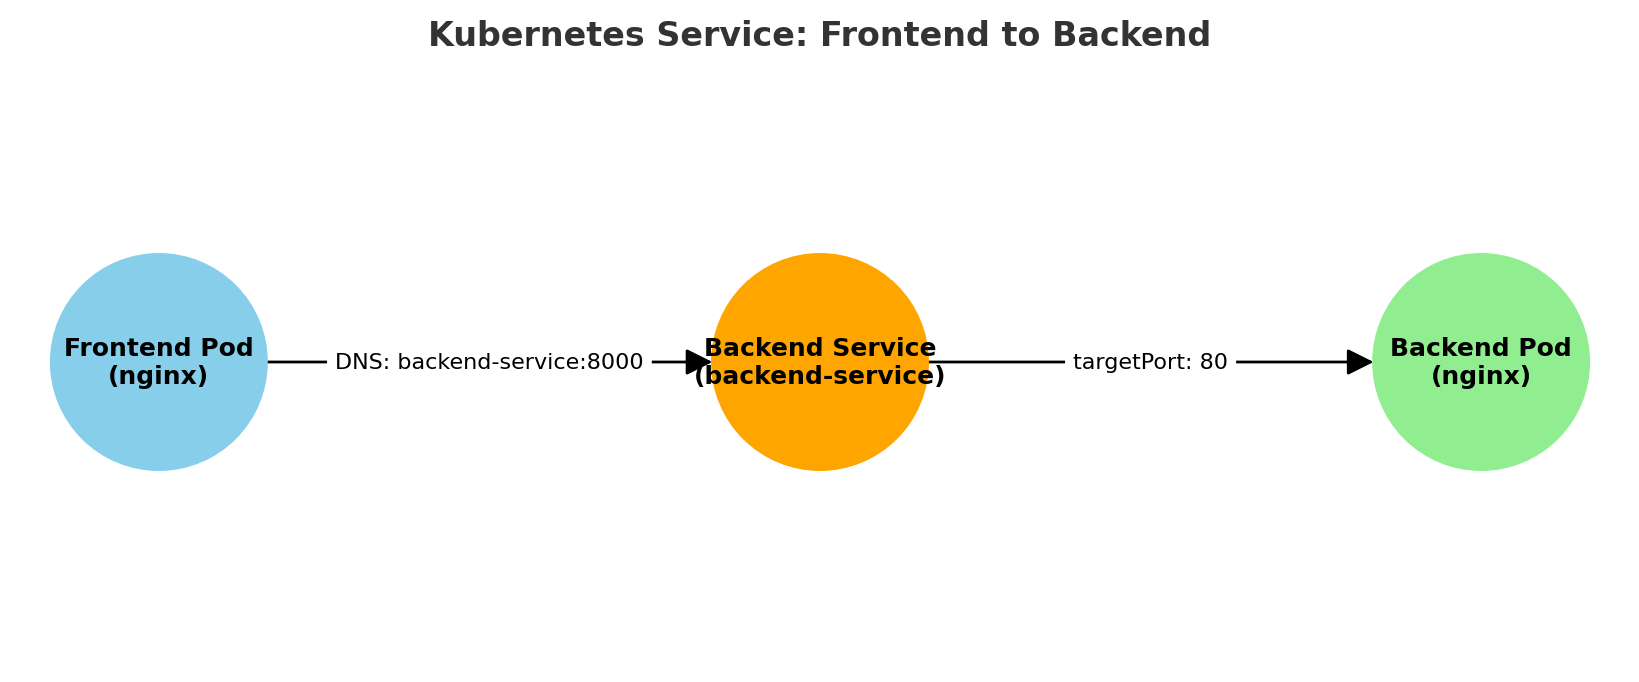 Kubernetes Service: Frontend to Backend
Frontend Pod
(nginx)
DNS: backend-service:8000
Backend Service
(backend-service)
targetPort: 80
Backend Pod
(nginx)